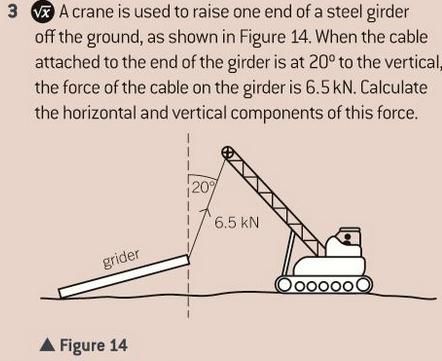 3 √x A crane is used to raise one end of a steel girder
off the ground, as shown in Figure 14. When the cable
attached to the end of the girder is at 20° to the vertical,
the force of the cable on the girder is 6.5 kN. Calculate
the horizontal and vertical components of this force.
20°
6.5 kN
grider
▲ Figure 14